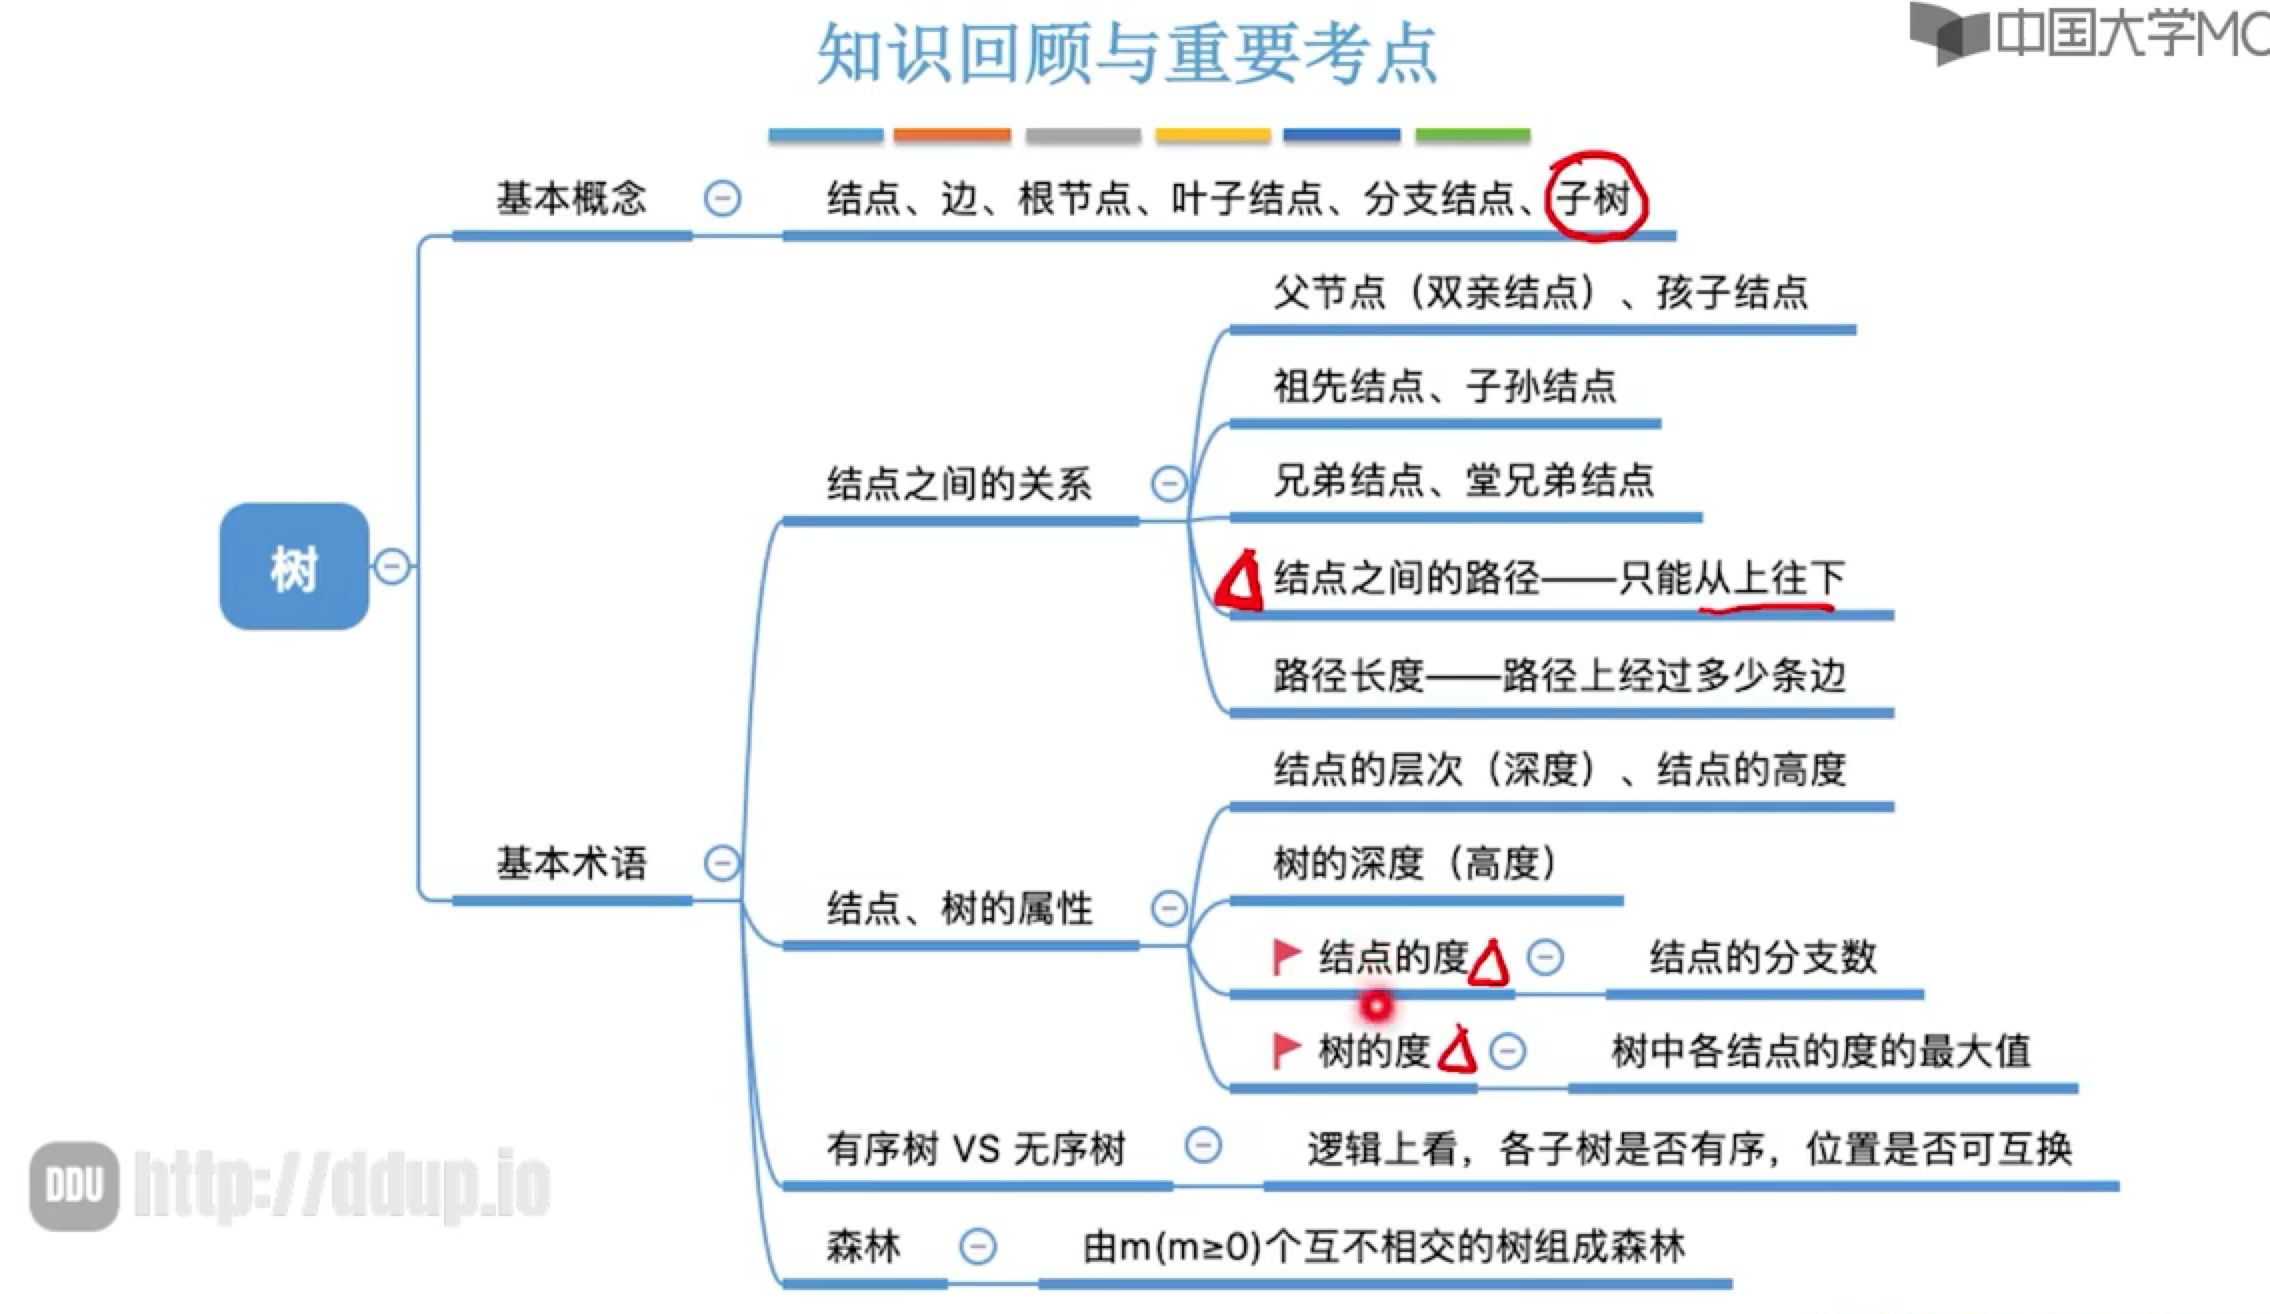 知识回顾与重要考点
中国大学MO
基本概念
结点、边、根节点、叶子结点、分支结点、子树
父节点（双亲结点）、孩子结点
祖先结点、子孙结点
结点之间的关系
兄弟结点、堂兄弟结点
结点之间的路径——只能从上往下
路径长度——路径上经过多少条边
树
结点的层次（深度）、结点的高度
基本术语
树的深度（高度）
结点、树的属性
结点的度
结点的分支数
树的度
树中各结点的度的最大值
有序树 VS 无序树
逻辑上看，各子树是否有序，位置是否可互换
森林
由m(m≥0)个互不相交的树组成森林
DDU http://ddup.io